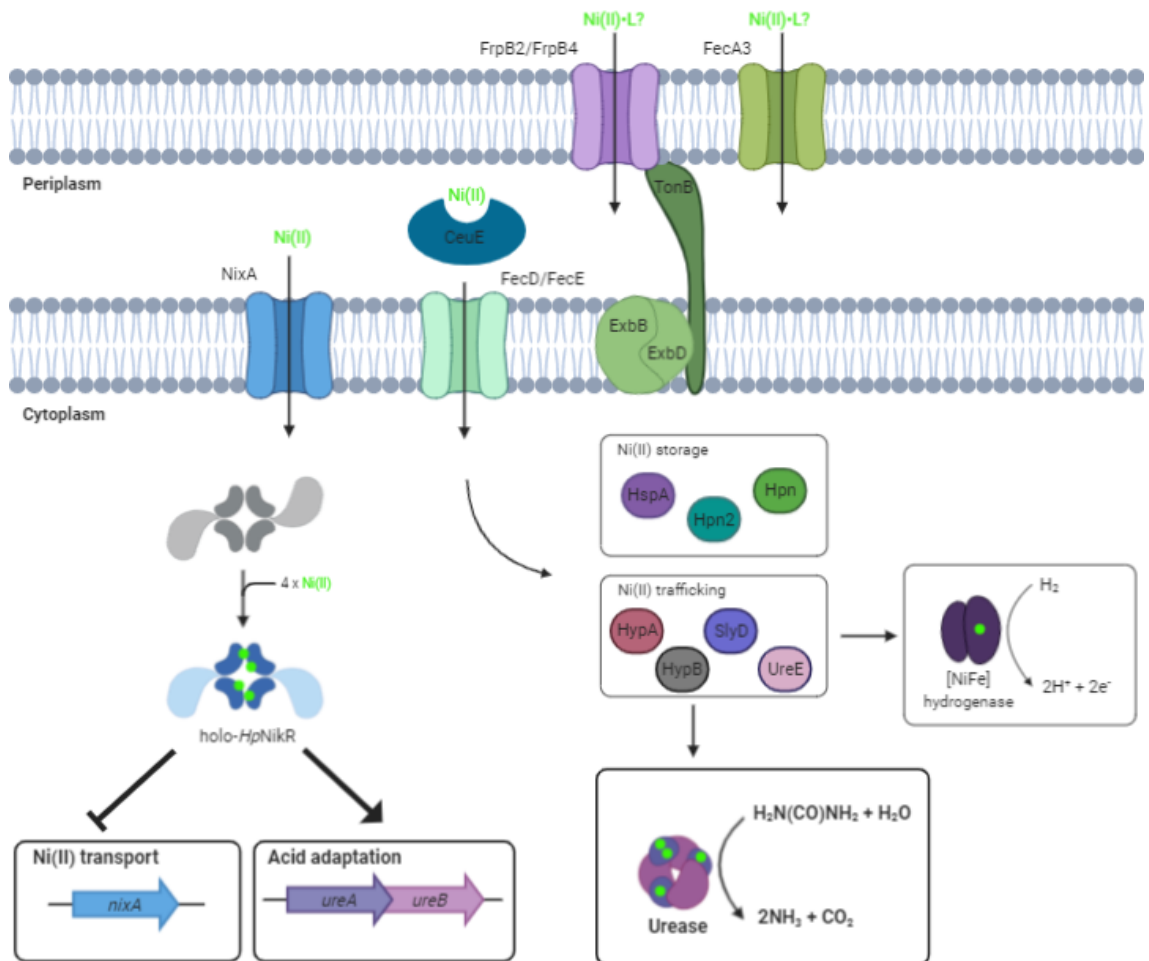 Ni(II)•L?
Ni(II)•L?
FrpB2/FrpB4
FecA3
Periplasm
TonB
Ni(II)
CeuE
Ni(II)
NixA
FecD/FecE
ExbB
ExbD
Cytoplasm
Ni(II) storage
HspA
Hpn2
Hpn
4 x Ni(II)
Ni(II) trafficking
HypA
SlyD
HypB
UreE
H₂
[NiFe]
hydrogenase
2H⁺ + 2e⁻
holo-HpNikR
Ni(II) transport
nixA
Acid adaptation
ureA
ureB
H₂N(CO)NH₂ + H₂O
Urease
2NH₃ + CO₂